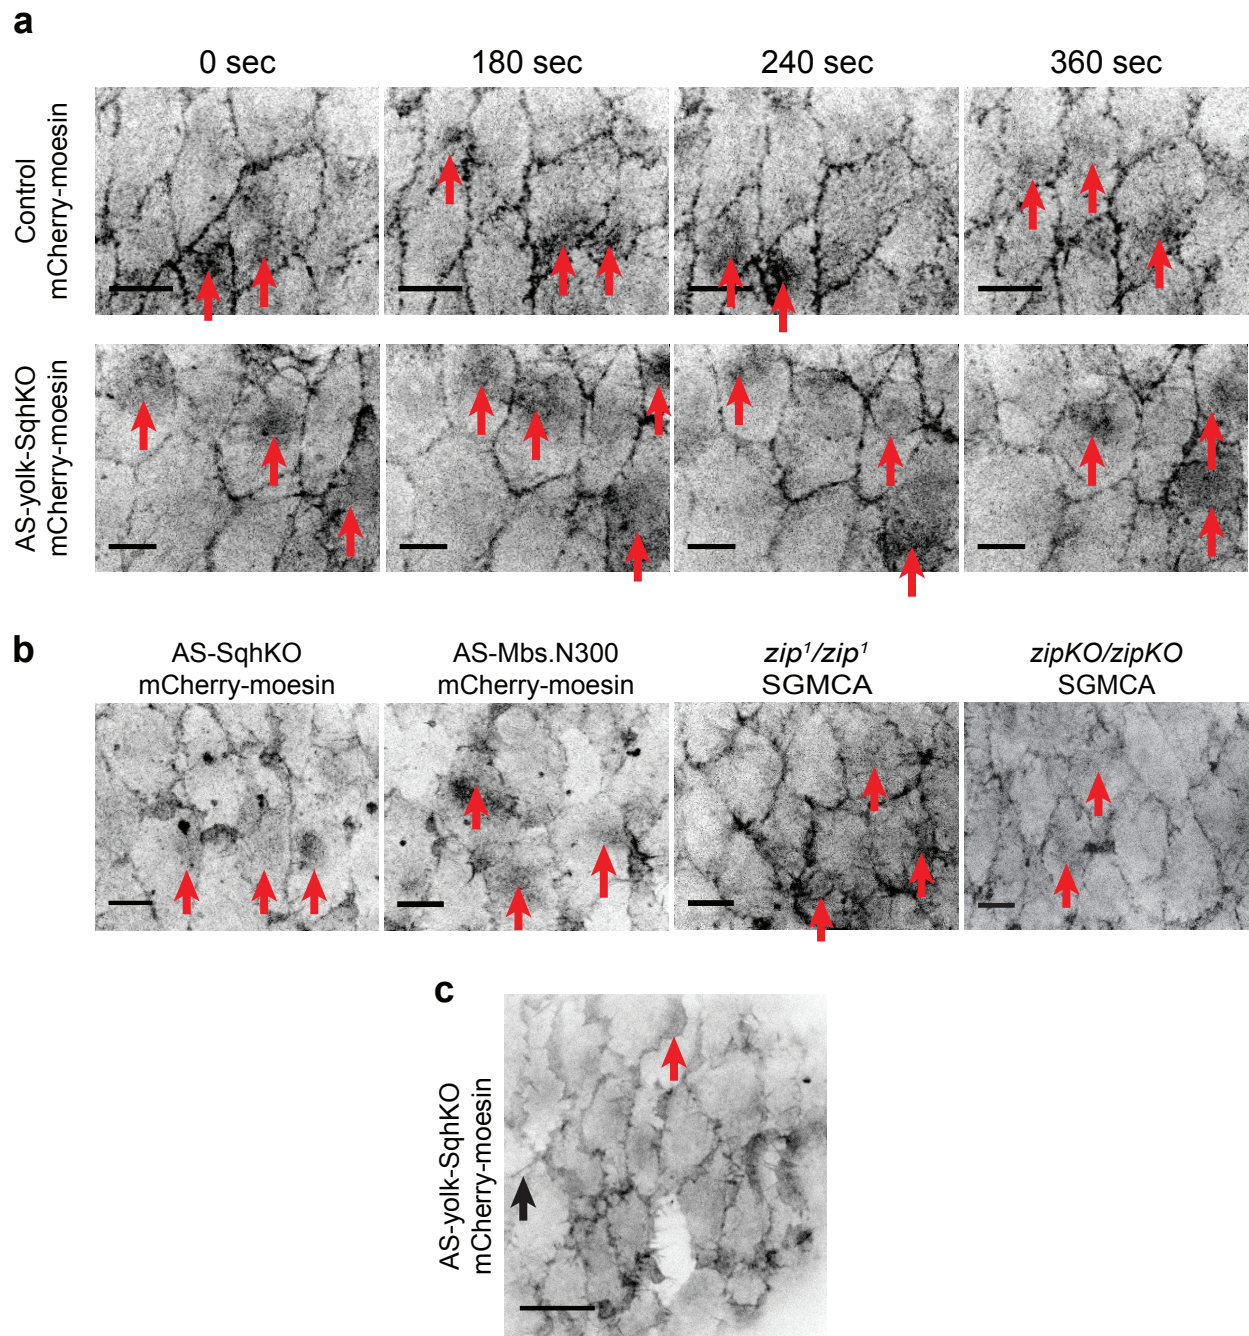 a
0 sec
180 sec
240 sec
360 sec
Control
mCherry-moesin
AS-yolk-SqhKO
mCherry-moesin
b
AS-SqhKO
mCherry-moesin
AS-Mbs.N300
mCherry-moesin
zip¹/zip¹
SGMCA
zipKO/zipKO
SGMCA
c
AS-yolk-SqhKO
mCherry-moesin